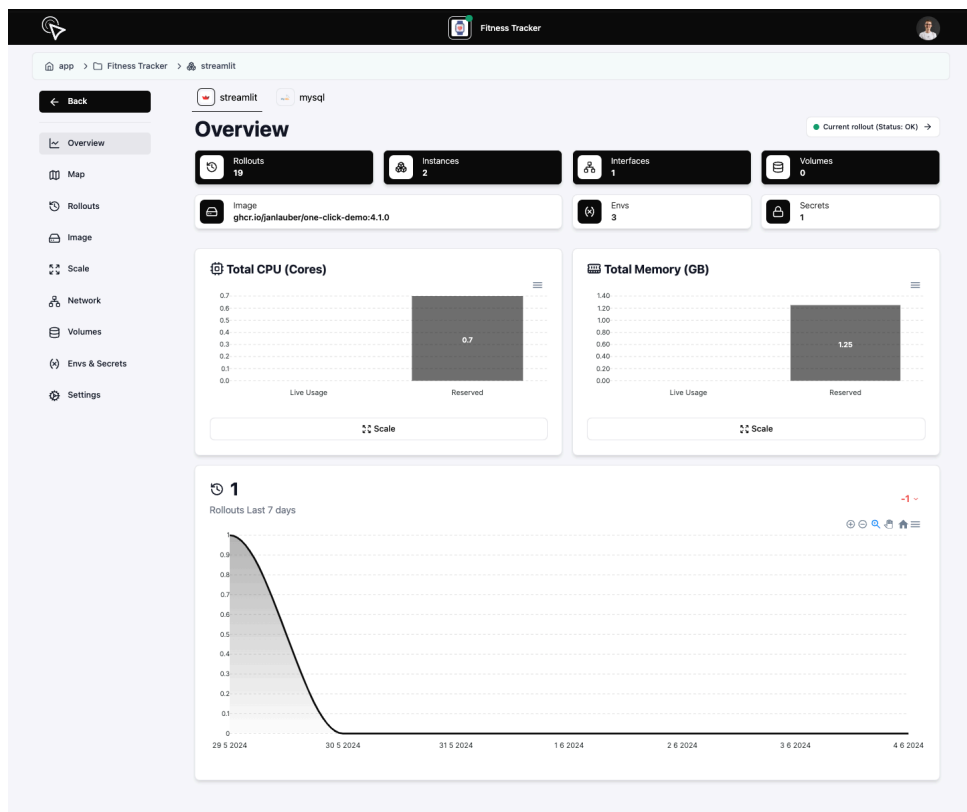 Fitness Tracker
app > Fitness Tracker > streamlit
Back
streamlit
mysql
Overview
Map
Rollouts
Image
Scale
Network
Volumes
Envs & Secrets
Settings
Overview
Current rollout (Status: OK)
Rollouts
19
Instances
2
Interfaces
1
Volumes
0
Image
ghcr.io/janlauber/one-click-demo:4.1.0
Envs
3
Secrets
1
Total CPU (Cores)
0.7
0.6
0.5
0.4
0.3
0.2
0.1
0.0
0.7
Live Usage
Reserved
Scale
Total Memory (GB)
1.40
1.20
1.00
0.80
0.60
0.40
0.20
0.00
1.25
Live Usage
Reserved
Scale
1
Rollouts Last 7 days
-1
1
0.9
0.8
0.7
0.6
0.5
0.4
0.3
0.2
0.1
0
29 5 2024
30 5 2024
31 5 2024
1 6 2024
2 6 2024
3 6 2024
4 6 2024